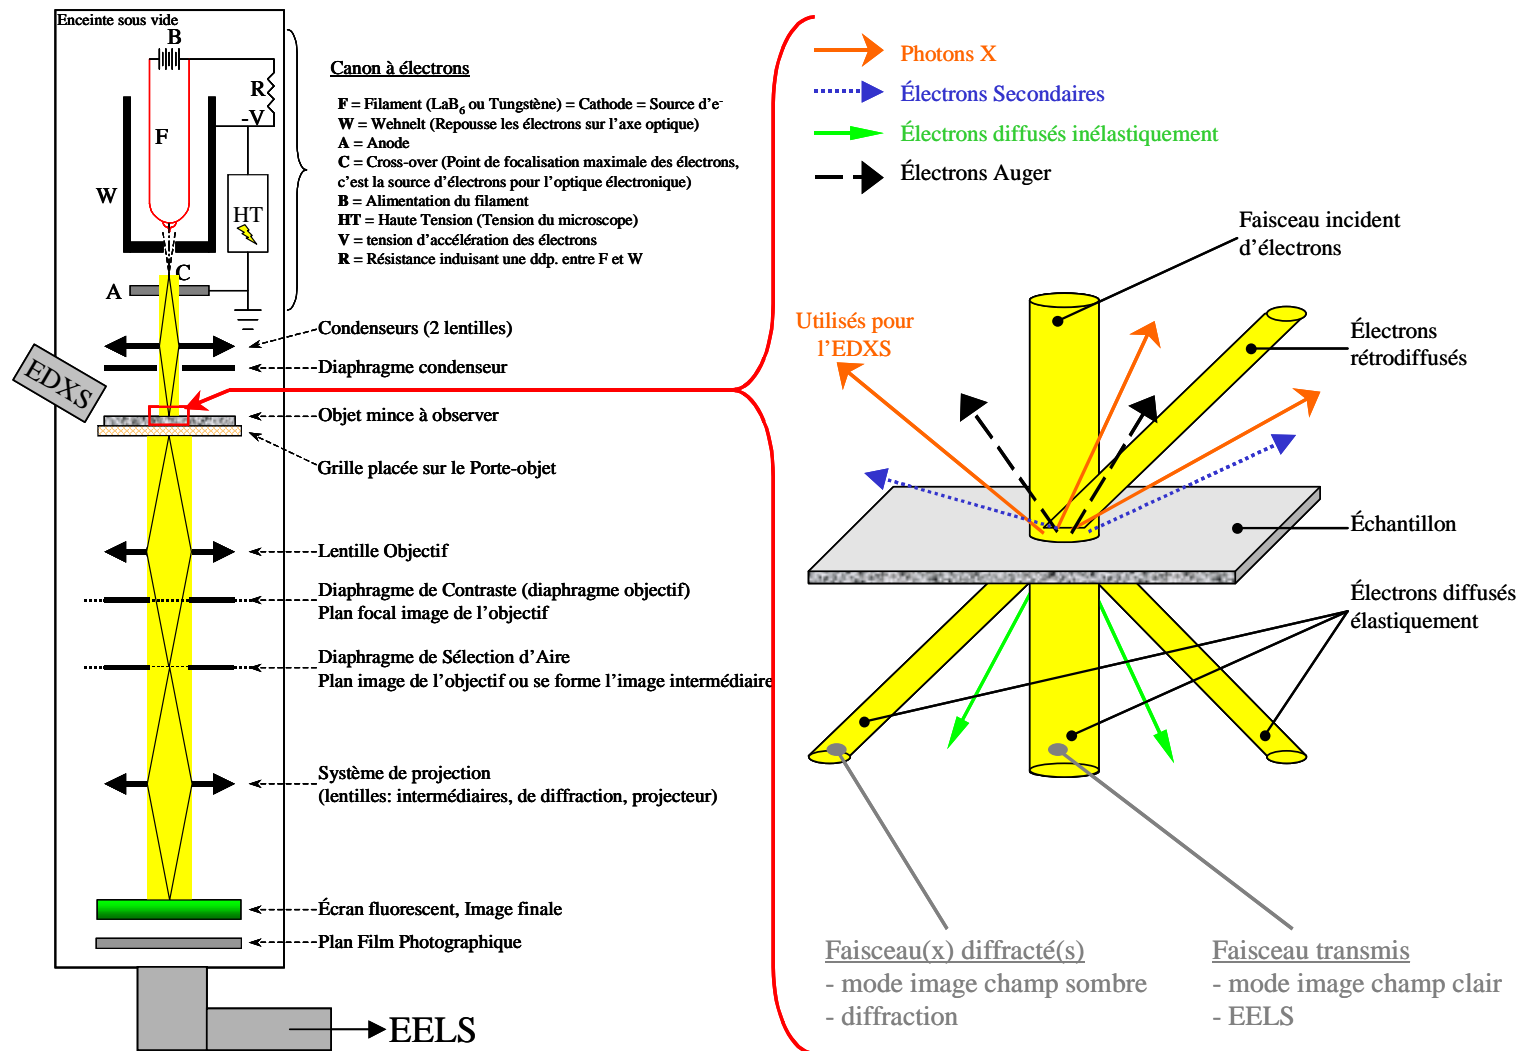 Enceinte sous vide
B
R
-V
F
W
HT
C
A
EDXS
Canon à électrons
F = Filament (LaB6 ou Tungstène) = Cathode = Source d'e-
W = Wehnelt (Repousse les électrons sur l'axe optique)
A = Anode
C = Cross-over (Point de focalisation maximale des électrons,
c'est la source d'électrons pour l'optique électronique)
B = Alimentation du filament
HT = Haute Tension (Tension du microscope)
V = tension d'accélération des électrons
R = Résistance induisant une ddp. entre F et W
Condenseurs (2 lentilles)
Diaphragme condenseur
Objet mince à observer
Grille placée sur le Porte-objet
Lentille Objectif
Diaphragme de Contraste (diaphragme objectif)
Plan focal image de l'objectif
Diaphragme de Sélection d'Aire
Plan image de l'objectif ou se forme l'image intermédiaire
Système de projection
(lentilles: intermédiaires, de diffraction, projecteur)
Écran fluorescent, Image finale
Plan Film Photographique
EELS
Photons X
Électrons Secondaires
Électrons diffusés inélastiquement
Électrons Auger
Faisceau incident
d'électrons
Utilisés pour
l'EDXS
Électrons
rétrodiffusés
Échantillon
Électrons diffusés
élastiquement
Faisceau(x) diffracté(s)
- mode image champ sombre
- diffraction
Faisceau transmis
- mode image champ clair
- EELS